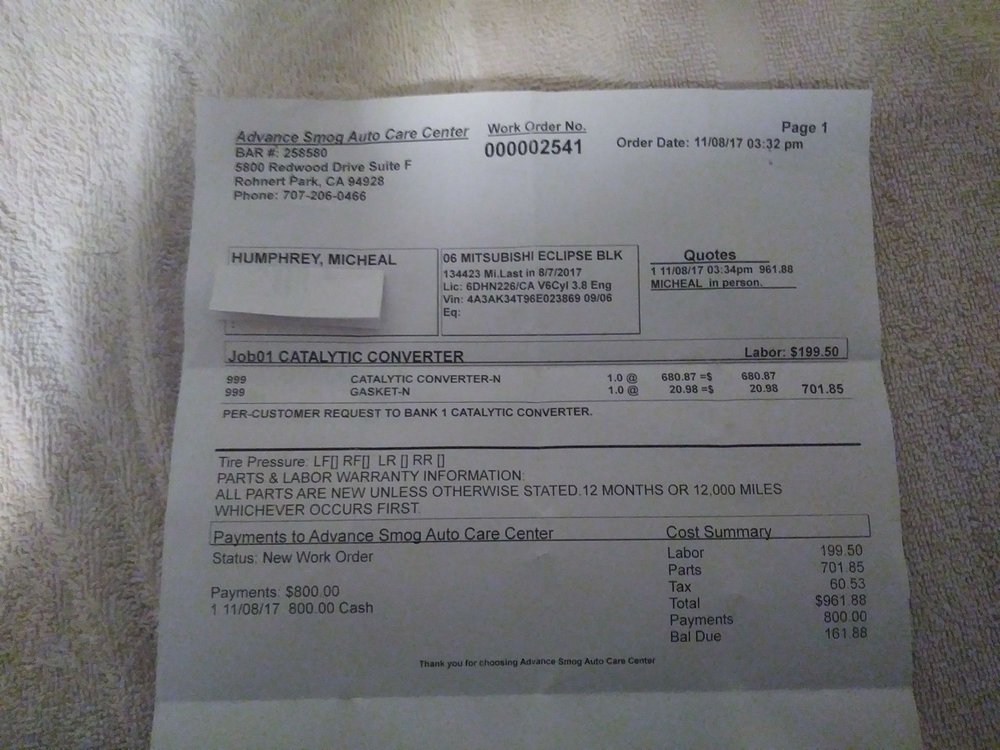 Advance Smog Auto Care Center
BAR #: 258580
5800 Redwood Drive Suite F
Rohnert Park, CA 94928
Phone: 707-206-0466
Work Order No.
000002541
Page 1
Order Date: 11/08/17 03:32 pm
HUMPHREY, MICHEAL
06 MITSUBISHI ECLIPSE BLK
134423 Mi.Last in 8/7/2017
Lic: 6DHN226/CA V6Cyl 3.8 Eng
Vin: 4A3AK34T96E023869 09/06
Eq:
Quotes
1 11/08/17 03:34pm 961.88
MICHEAL in person.
Job01 CATALYTIC CONVERTER Labor: $199.50
999 CATALYTIC CONVERTER-N 1.0 @ 680.87 =$ 680.87
999 GASKET-N 1.0 @ 20.98 =$ 20.98 701.85
PER-CUSTOMER REQUEST TO BANK 1 CATALYTIC CONVERTER.
Tire Pressure: LF[] RF[] LR [] RR []
PARTS & LABOR WARRANTY INFORMATION:
ALL PARTS ARE NEW UNLESS OTHERWISE STATED.12 MONTHS OR 12,000 MILES
WHICHEVER OCCURS FIRST.
Payments to Advance Smog Auto Care Center
Status: New Work Order
Payments: $800.00
1 11/08/17 800.00 Cash
Cost Summary
Labor 199.50
Parts 701.85
Tax 60.53
Total $961.88
Payments 800.00
Bal Due 161.88
Thank you for choosing Advance Smog Auto Care Center